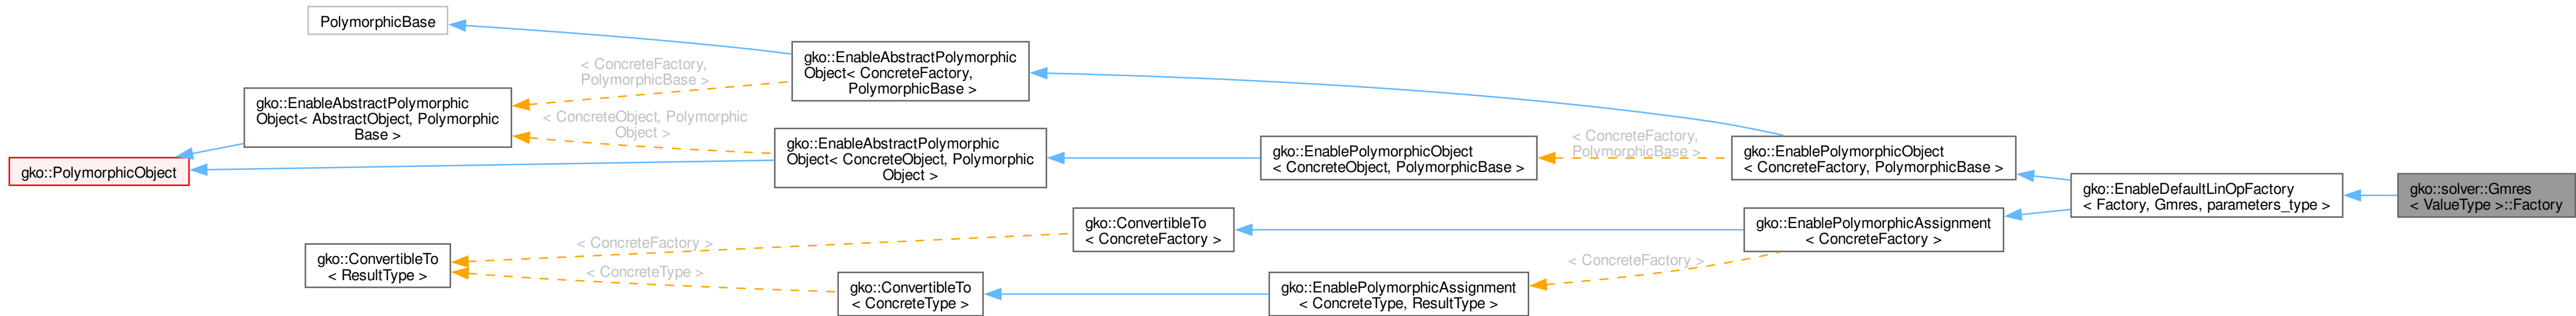 PolymorphicBase
gko::EnableAbstractPolymorphic
Object< ConcreteFactory,
PolymorphicBase >
< ConcreteFactory,
PolymorphicBase >
gko::EnableAbstractPolymorphic
Object< AbstractObject, Polymorphic
Base >
< ConcreteObject, Polymorphic
Object >
gko::EnableAbstractPolymorphic
Object< ConcreteObject, Polymorphic
Object >
gko::PolymorphicObject
gko::EnablePolymorphicObject
< ConcreteObject, PolymorphicBase >
< ConcreteFactory,
PolymorphicBase >
gko::EnablePolymorphicObject
< ConcreteFactory, PolymorphicBase >
gko::EnableDefaultLinOpFactory
< Factory, Gmres, parameters_type >
gko::solver::Gmres
< ValueType >::Factory
gko::ConvertibleTo
< ConcreteFactory >
gko::EnablePolymorphicAssignment
< ConcreteFactory >
< ConcreteFactory >
gko::ConvertibleTo
< ResultType >
< ConcreteType >
gko::ConvertibleTo
< ConcreteType >
gko::EnablePolymorphicAssignment
< ConcreteType, ResultType >
< ConcreteFactory >